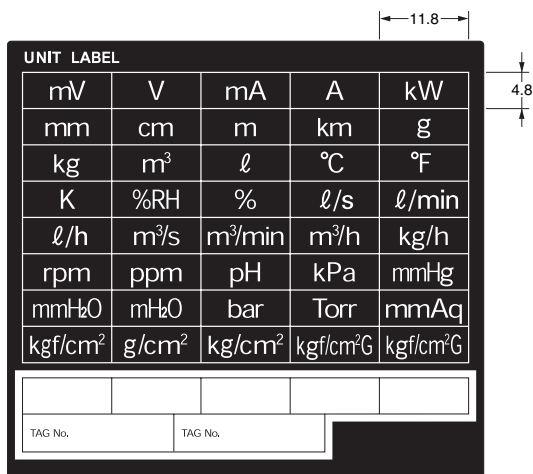 11.8
UNIT LABEL
4.8
mV V mA A kW
mm cm m km g
kg m³ ℓ °C °F
K %RH % ℓ/s ℓ/min
ℓ/h m³/s m³/min m³/h kg/h
rpm ppm pH kPa mmHg
mmH₂O mH₂O bar Torr mmAq
kgf/cm² g/cm² kg/cm² kgf/cm²G kgf/cm²G
TAG No. TAG No.